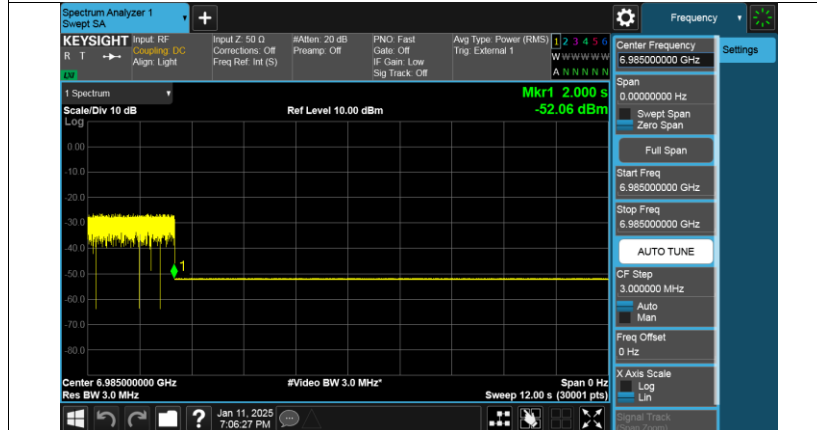 Spectrum Analyzer 1
Swept SA
+
Frequency
KEYSIGHT
R T
Input: RF
Coupling: DC
Align: Light
Input Z: 50 Ω
Corrections: Off
Freq Ref: Int (S)
#Atten: 20 dB
Preamp: Off
PNO: Fast
Gate: Off
IF Gain: Low
Sig Track: Off
Avg Type: Power (RMS)
Trig: External 1
1 2 3 4 5 6
W W W W W W
A N N N N N
1 Spectrum
Scale/Div 10 dB
Log
Ref Level 10.00 dBm
Mkr1 2.000 s
-52.06 dBm
0.00
-10.0
-20.0
-30.0
-40.0
-50.0
-60.0
-70.0
-80.0
1
Center 6.985000000 GHz
Res BW 3.0 MHz
#Video BW 3.0 MHz*
Span 0 Hz
Sweep 12.00 s (30001 pts)
Settings
Center Frequency
6.985000000 GHz
Span
0.00000000 Hz
Swept Span
Zero Span
Full Span
Start Freq
6.985000000 GHz
Stop Freq
6.985000000 GHz
AUTO TUNE
CF Step
3.000000 MHz
Auto
Man
Freq Offset
0 Hz
X Axis Scale
Log
Lin
Signal Track
(Span Zoom)
?
Jan 11, 2025
7:06:27 PM